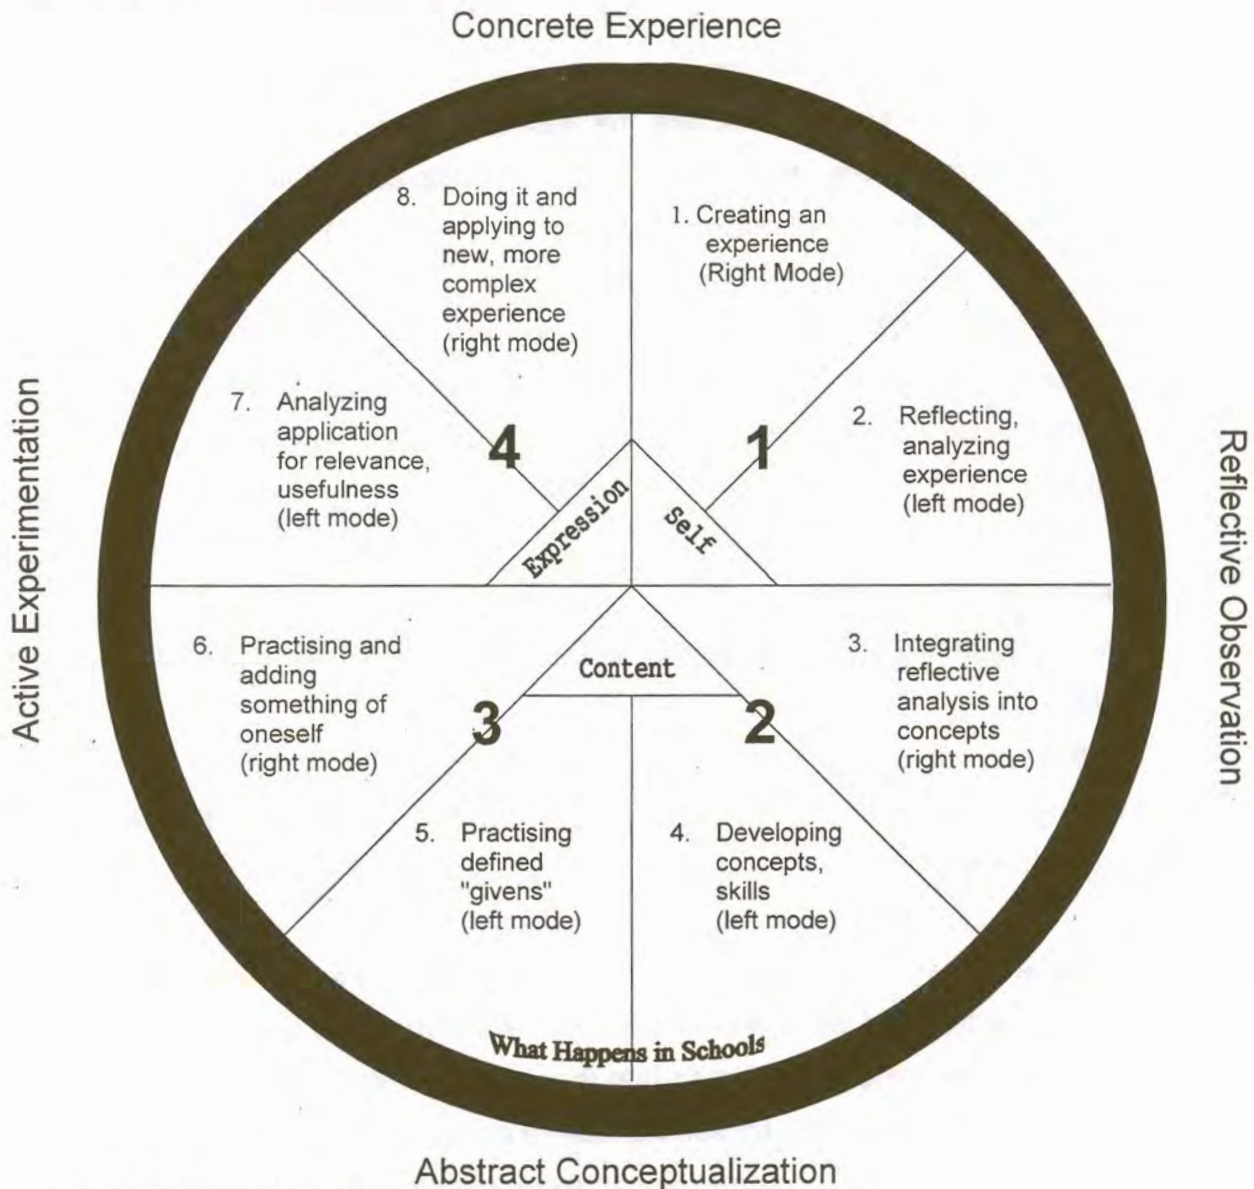 Concrete Experience
8. Doing it and
applying to
new, more
complex
experience
(right mode)
1. Creating an
experience
(Right Mode)
7. Analyzing
application
for relevance,
usefulness
(left mode)
4
1
2. Reflecting,
analyzing
experience
(left mode)
Expression
Self
Active Experimentation
Reflective Observation
6. Practising and
adding
something of
oneself
(right mode)
Content
3. Integrating
reflective
analysis into
concepts
(right mode)
3
2
5. Practising
defined
"givens"
(left mode)
4. Developing
concepts,
skills
(left mode)
What Happens in Schools
Abstract Conceptualization